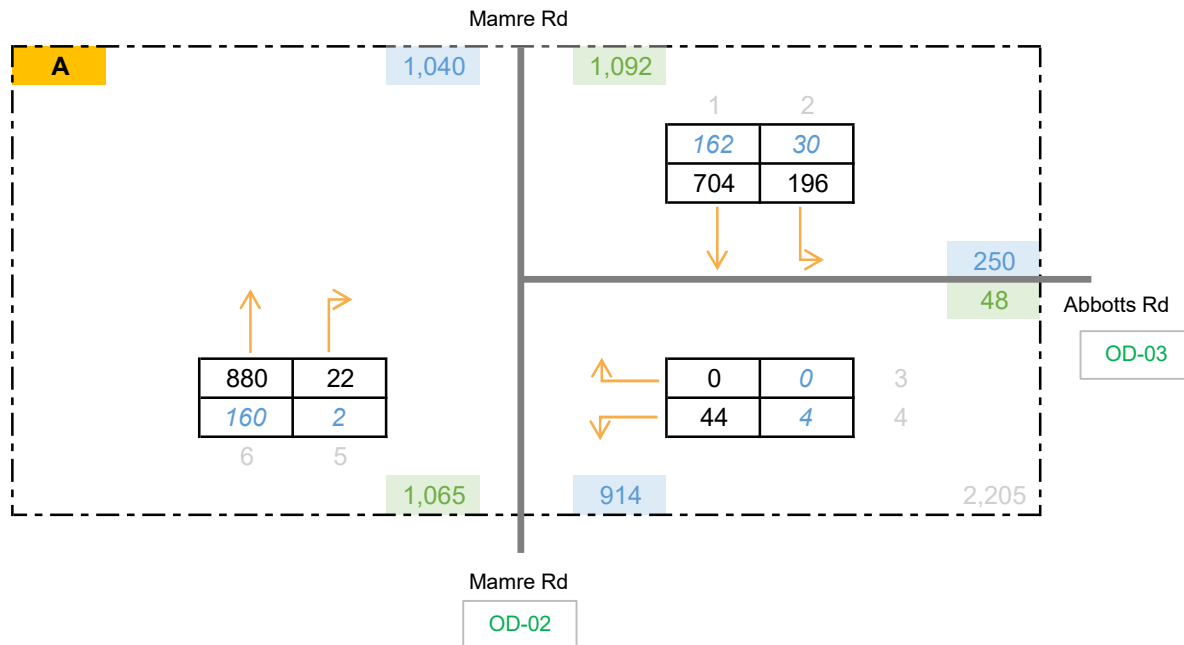 Mamre Rd
A 1,040 1,092
1 2
162 30
704 196
250
48
Abbotts Rd
OD-03
880 22 0 0 3
160 2 44 4 4
6 5
1,065 914 2,205
Mamre Rd
OD-02